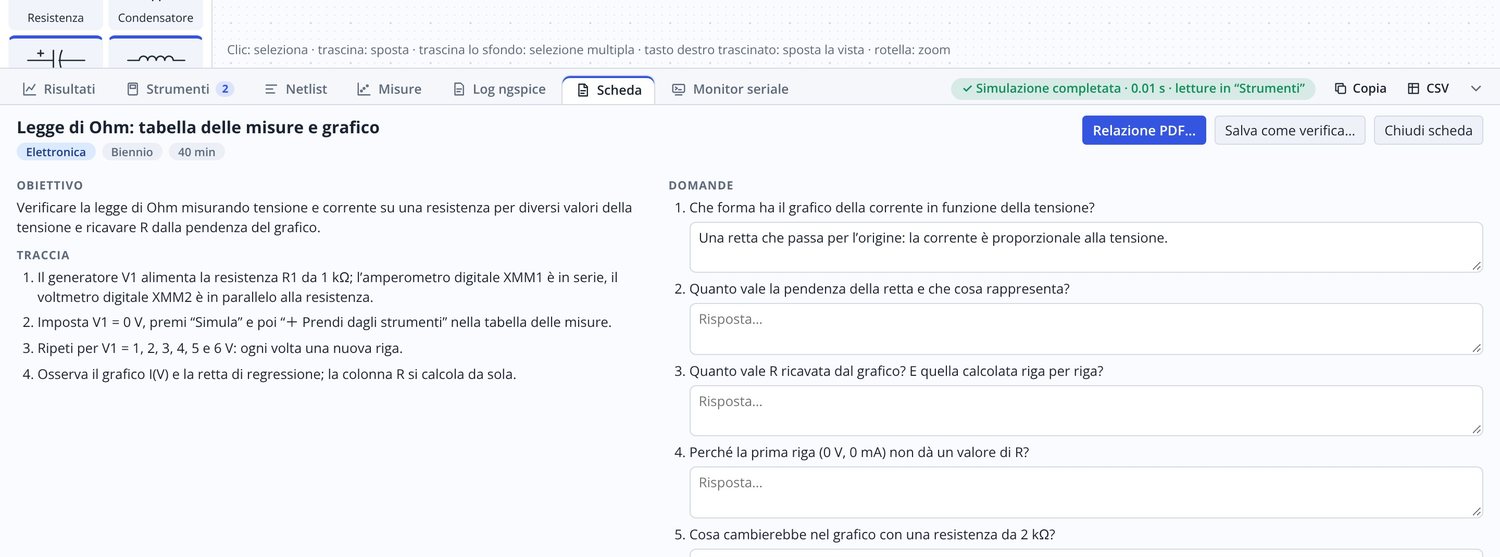 Resistenza
Condensatore
Clic: seleziona · trascina: sposta · trascina lo sfondo: selezione multipla · tasto destro trascinato: sposta la vista · rotella: zoom
Risultati
Strumenti 2
Netlist
Misure
Log ngspice
Scheda
Monitor seriale
✓ Simulazione completata · 0.01 s · letture in “Strumenti”
Copia
CSV
Legge di Ohm: tabella delle misure e grafico
Relazione PDF...
Salva come verifica...
Chiudi scheda
Elettronica
Biennio
40 min
OBIETTIVO
Verificare la legge di Ohm misurando tensione e corrente su una resistenza per diversi valori della
tensione e ricavare R dalla pendenza del grafico.
TRACCIA
1. Il generatore V1 alimenta la resistenza R1 da 1 kΩ; l’amperometro digitale XMM1 è in serie, il
voltmetro digitale XMM2 è in parallelo alla resistenza.
2. Imposta V1 = 0 V, premi “Simula” e poi “＋ Prendi dagli strumenti” nella tabella delle misure.
3. Ripeti per V1 = 1, 2, 3, 4, 5 e 6 V: ogni volta una nuova riga.
4. Osserva il grafico I(V) e la retta di regressione; la colonna R si calcola da sola.
DOMANDE
1. Che forma ha il grafico della corrente in funzione della tensione?
Una retta che passa per l’origine: la corrente è proporzionale alla tensione.
2. Quanto vale la pendenza della retta e che cosa rappresenta?
Risposta...
3. Quanto vale R ricavata dal grafico? E quella calcolata riga per riga?
Risposta...
4. Perché la prima riga (0 V, 0 mA) non dà un valore di R?
Risposta...
5. Cosa cambierebbe nel grafico con una resistenza da 2 kΩ?